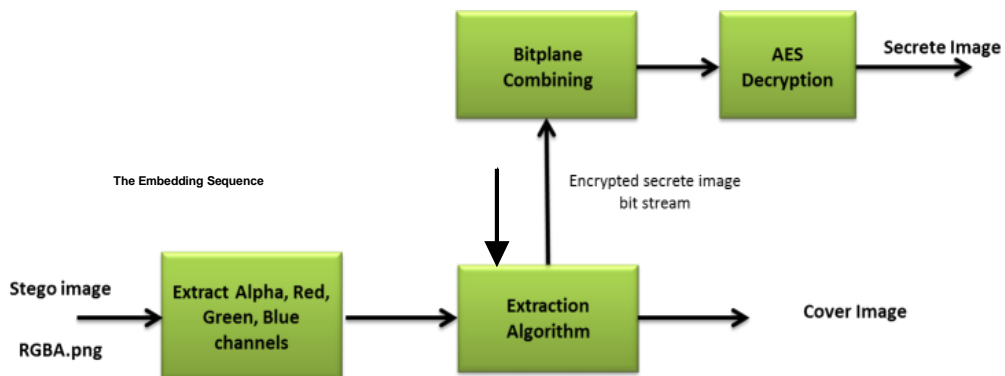 Bitplane
Combining
AES
Decryption
Secrete Image
The Embedding Sequence
Encrypted secrete image
bit stream
Stego image
RGBA.png
Extract Alpha, Red,
Green, Blue
channels
Extraction
Algorithm
Cover Image